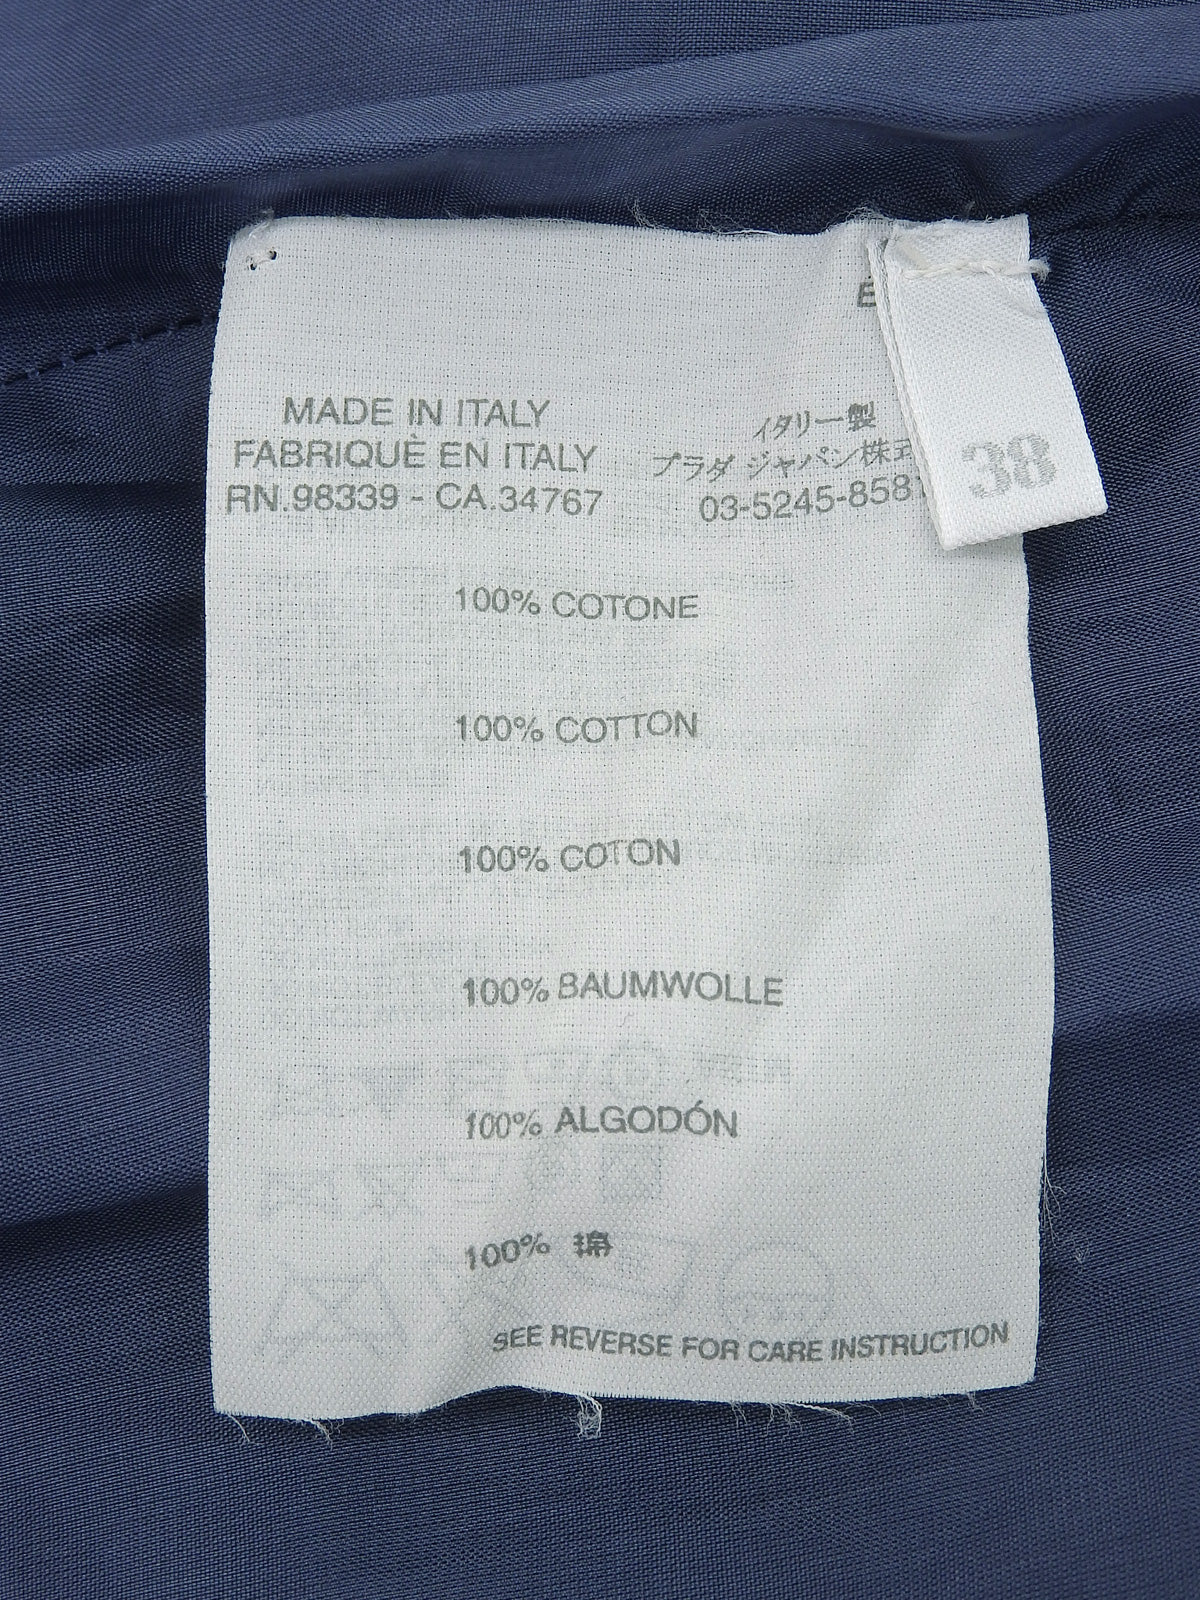 É
MADE IN ITALY
FABRIQUÈ EN ITALY
RN.98339 - CA.34767
イタリー製
プラダ ジャパン株式
03-5245-8581
38
100% COTONE
100% COTTON
100% COTON
100% BAUMWOLLE
100% ALGODÓN
100% 綿
SEE REVERSE FOR CARE INSTRUCTION